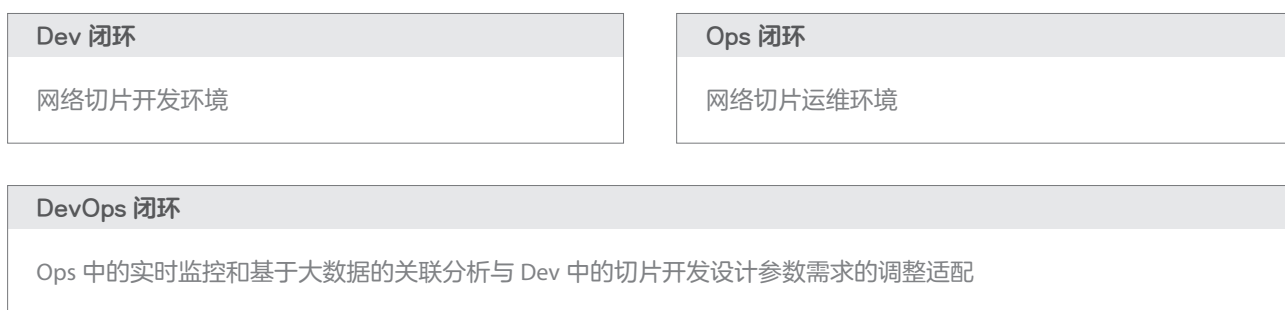 Dev 闭环
Ops 闭环
网络切片开发环境
网络切片运维环境
DevOps 闭环
Ops 中的实时监控和基于大数据的关联分析与 Dev 中的切片开发设计参数需求的调整适配